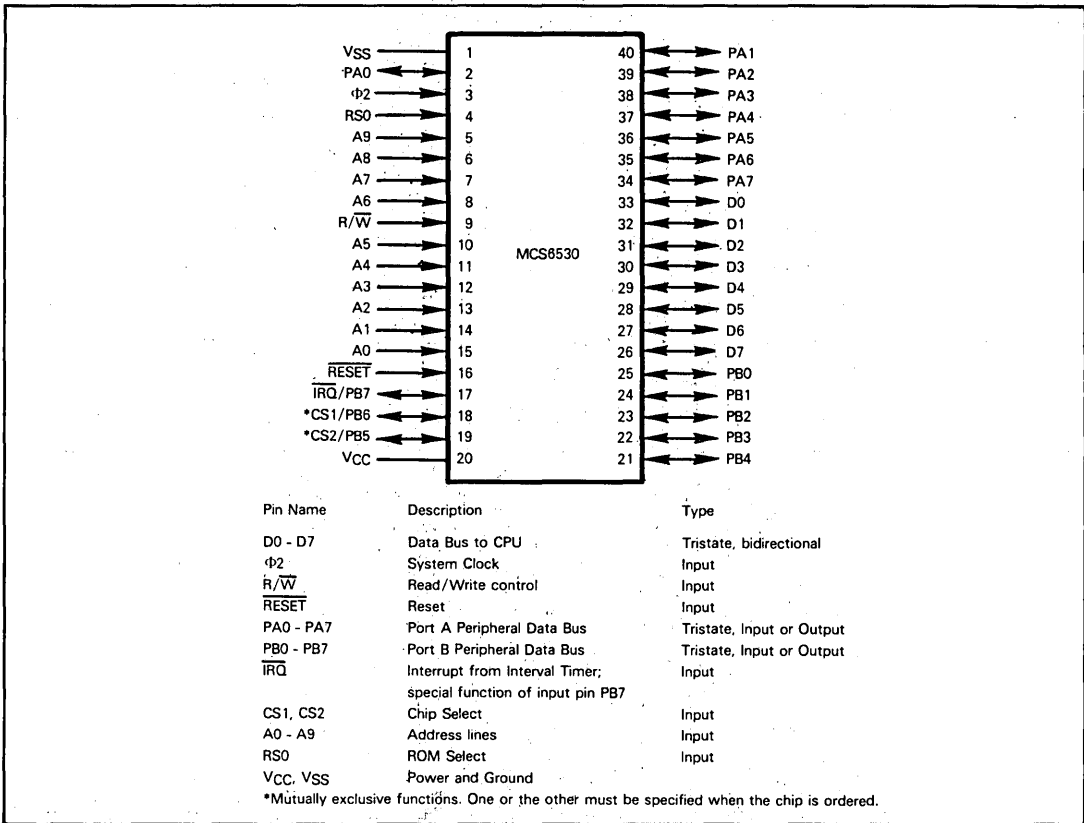 VSS 1 40 PA1
PA0 2 39 PA2
Φ2 3 38 PA3
RS0 4 37 PA4
A9 5 36 PA5
A8 6 35 PA6
A7 7 34 PA7
A6 8 33 D0
R/W̅ 9 32 D1
A5 10 31 D2
MCS6530
A4 11 30 D3
A3 12 29 D4
A2 13 28 D5
A1 14 27 D6
A0 15 26 D7
R̅E̅S̅E̅T̅ 16 25 PB0
I̅R̅Q̅/PB7 17 24 PB1
*CS1/PB6 18 23 PB2
*CS2/PB5 19 22 PB3
VCC 20 21 PB4
Pin Name Description Type
D0 - D7 Data Bus to CPU Tristate, bidirectional
Φ2 System Clock Input
R/W̅ Read/Write control Input
R̅E̅S̅E̅T̅ Reset Input
PA0 - PA7 Port A Peripheral Data Bus Tristate, Input or Output
PB0 - PB7 Port B Peripheral Data Bus Tristate, Input or Output
I̅R̅Q̅ Interrupt from Interval Timer; Input
special function of input pin PB7
CS1, CS2 Chip Select Input
A0 - A9 Address lines Input
RS0 ROM Select Input
VCC, VSS Power and Ground
*Mutually exclusive functions. One or the other must be specified when the chip is ordered.